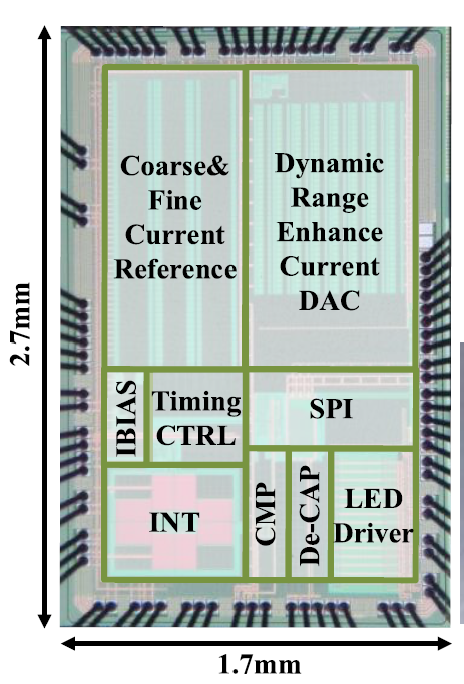 Coarse&
Fine
Current
Reference
Dynamic
Range
Enhance
Current
DAC
2.7mm
IBIAS
Timing
CTRL
SPI
INT
CMP
De-CAP
LED
Driver
1.7mm